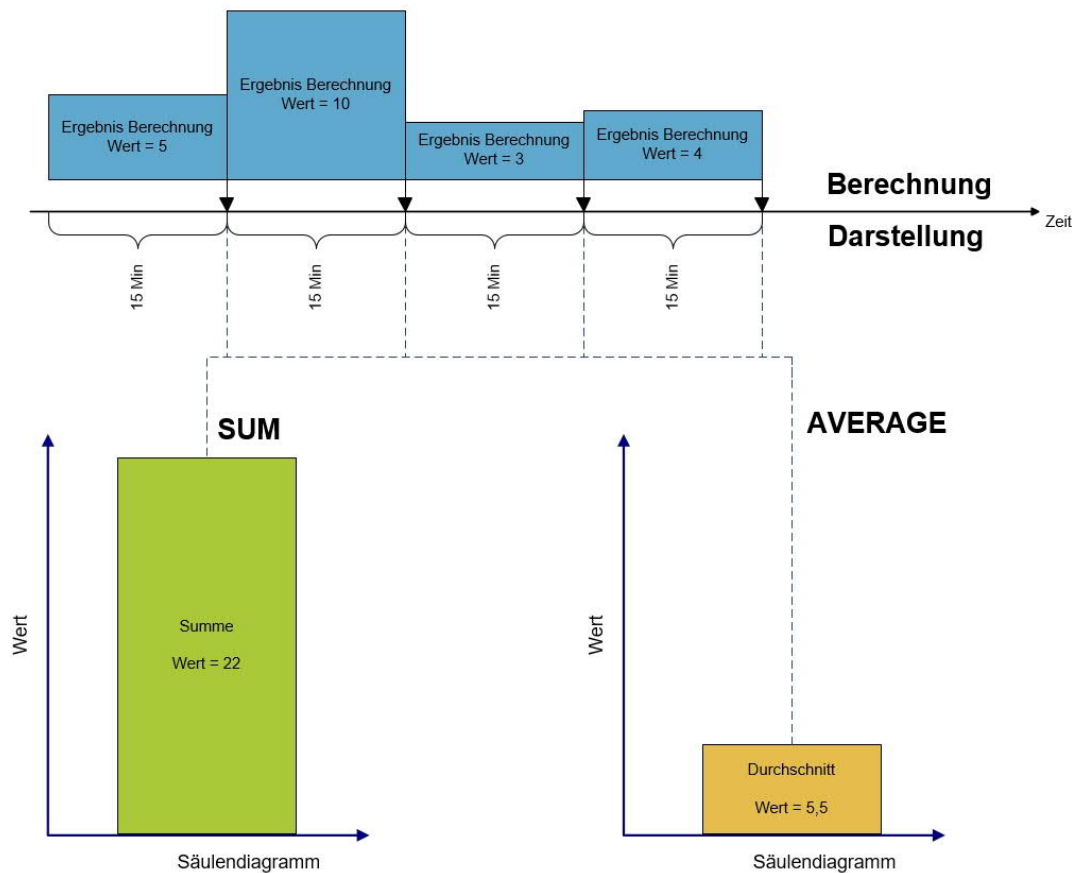 Ergebnis Berechnung
Wert = 5
Ergebnis Berechnung
Wert = 10
Ergebnis Berechnung
Wert = 3
Ergebnis Berechnung
Wert = 4
Berechnung
Zeit
Darstellung
15 Min
15 Min
15 Min
15 Min
SUM
AVERAGE
Wert
Summe
Wert = 22
Säulendiagramm
Wert
Durchschnitt
Wert = 5,5
Säulendiagramm